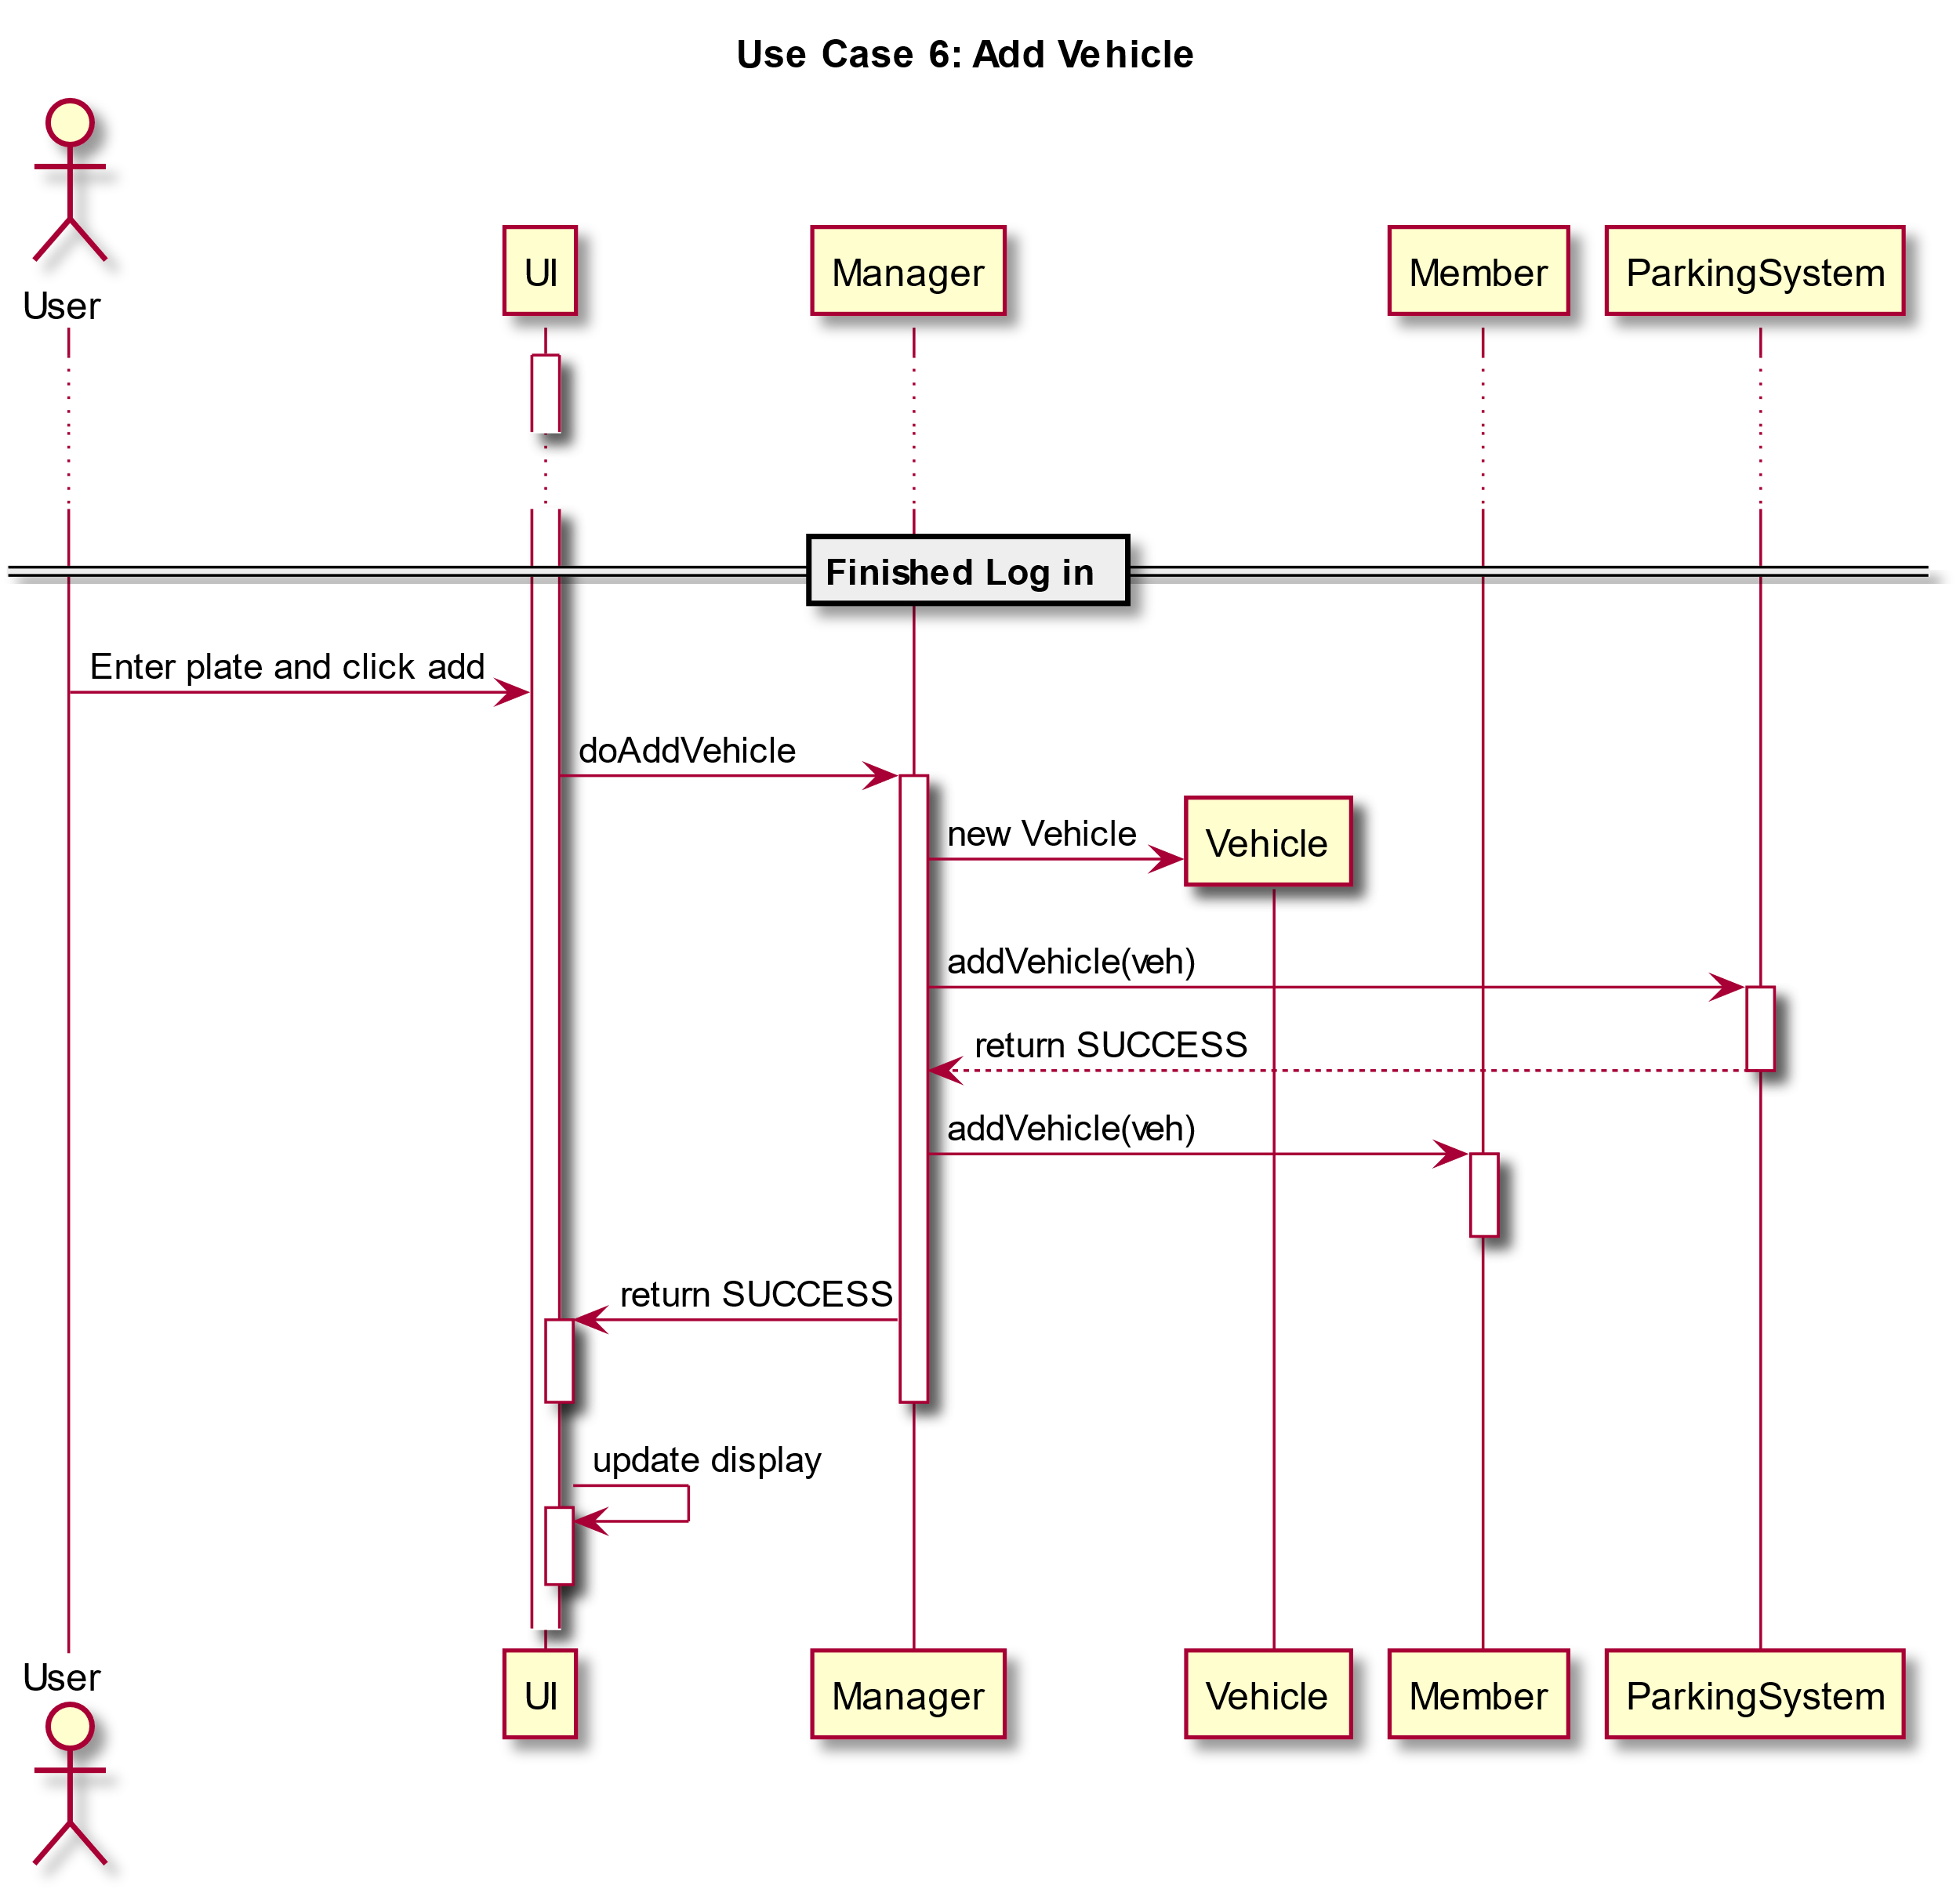 Use Case 6: Add Vehicle
User
UI
Manager
Member
ParkingSystem
Finished Log in
Enter plate and click add
doAddVehicle
new Vehicle
Vehicle
addVehicle(veh)
return SUCCESS
addVehicle(veh)
return SUCCESS
update display
User
UI
Manager
Vehicle
Member
ParkingSystem